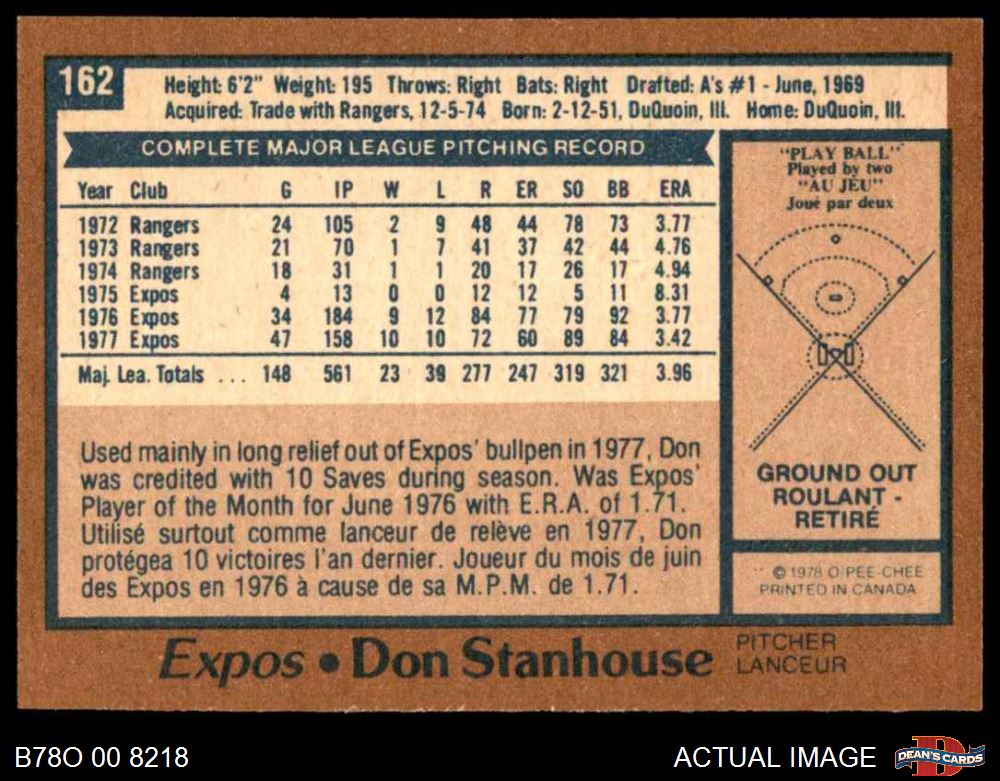 162
Height: 6'2" Weight: 195 Throws: Right Bats: Right Drafted: A's #1 - June, 1969
Acquired: Trade with Rangers, 12-5-74 Born: 2-12-51, DuQuoin, Ill. Home: DuQuoin, Ill.
COMPLETE MAJOR LEAGUE PITCHING RECORD
Year Club G IP W L R ER SO BB ERA
1972 Rangers 24 105 2 9 48 44 78 73 3.77
1973 Rangers 21 70 1 7 41 37 42 44 4.76
1974 Rangers 18 31 1 1 20 17 26 17 4.94
1975 Expos 4 13 0 0 12 12 5 11 8.31
1976 Expos 34 184 9 12 84 77 79 92 3.77
1977 Expos 47 158 10 10 72 60 89 84 3.42
Maj. Lea. Totals ... 148 561 23 39 277 247 319 321 3.96
Used mainly in long relief out of Expos' bullpen in 1977, Don
was credited with 10 Saves during season. Was Expos'
Player of the Month for June 1976 with E.R.A. of 1.71.
Utilisé surtout comme lanceur de relève en 1977, Don
protégea 10 victoires l'an dernier. Joueur du mois de juin
des Expos en 1976 à cause de sa M.P.M. de 1.71.
"PLAY BALL"
Played by two
"AU JEU"
Joué par deux
GROUND OUT
ROULANT -
RETIRÉ
© 1978 O-PEE-CHEE
PRINTED IN CANADA
Expos • Don Stanhouse
PITCHER
LANCEUR
B78O 00 8218
ACTUAL IMAGE
DEAN'S CARDS